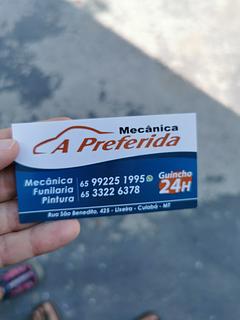 Mecânica
A Preferida
Mecânica
Funilaria
Pintura
65 99225 1995
65 3322 6378
Guincho
24H
Rua São Benedito, 425 - Lixeira - Cuiabá - MT